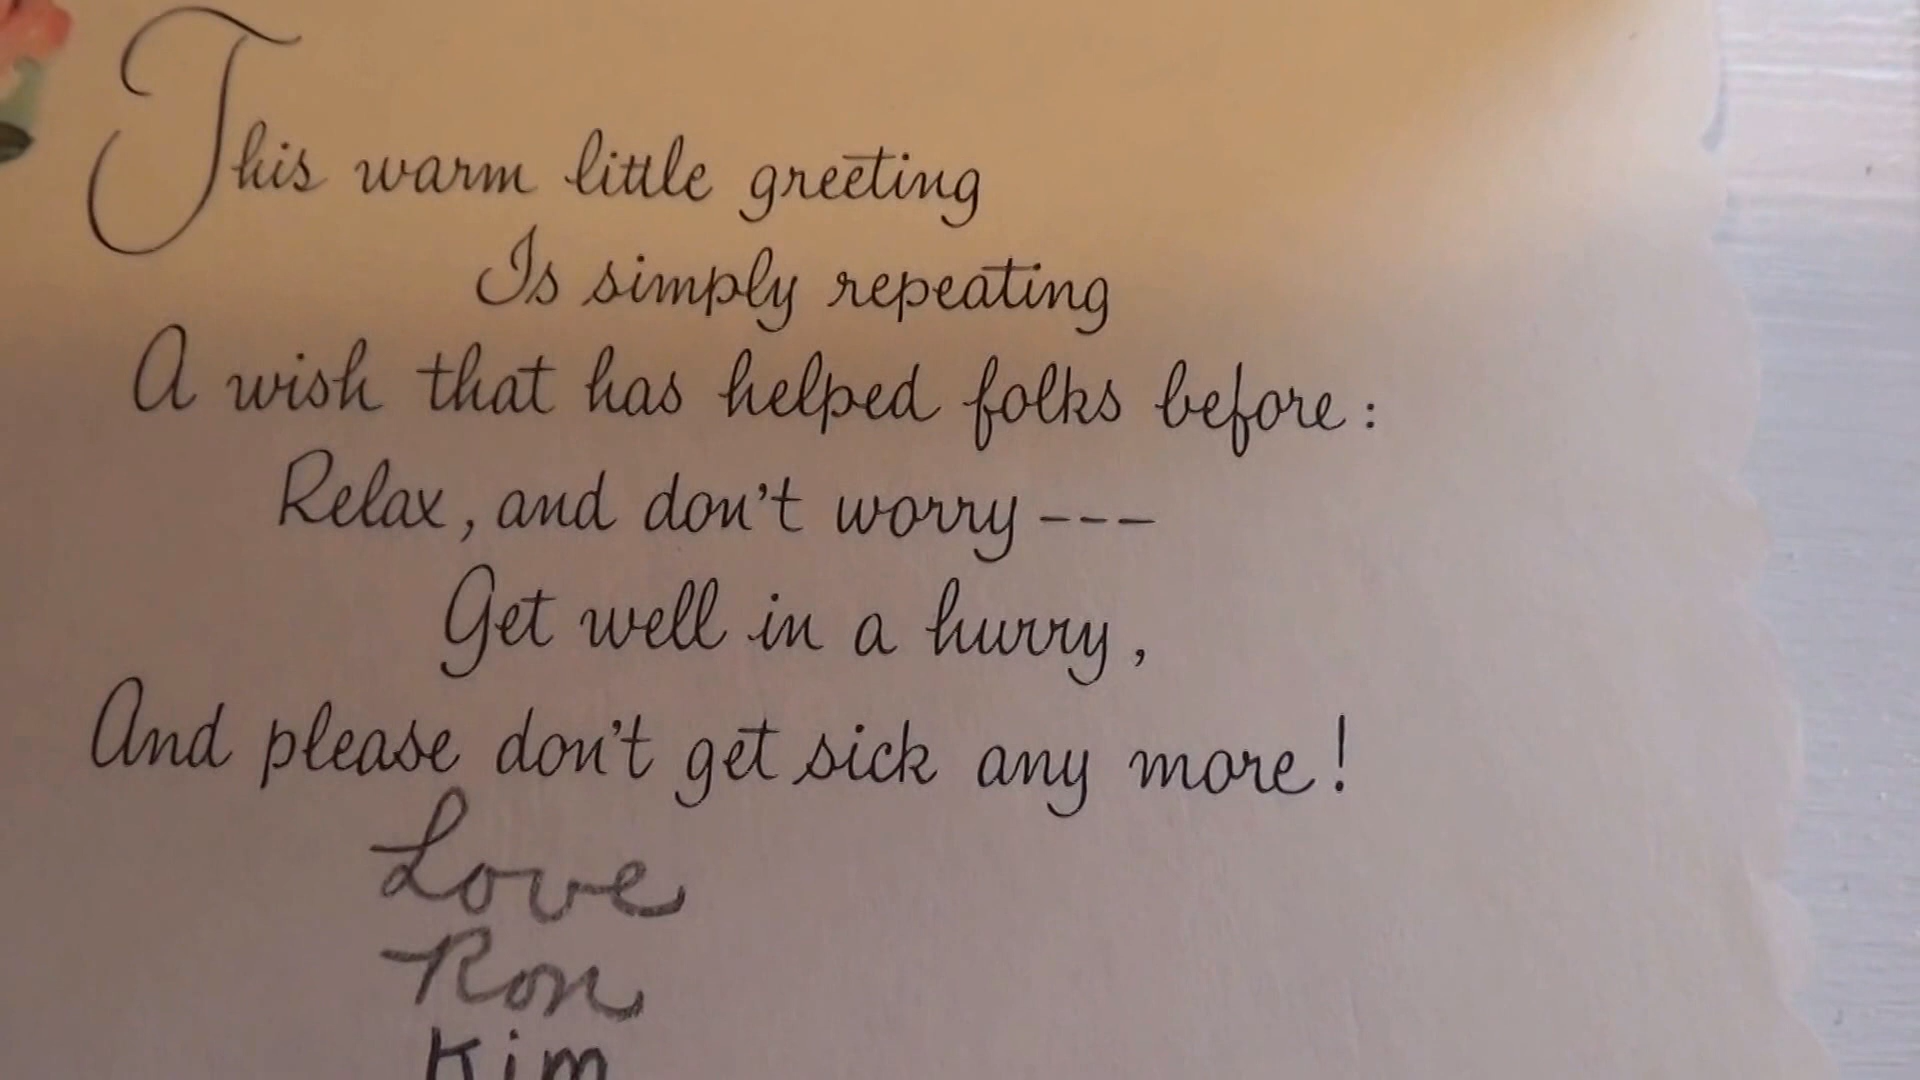 This warm little greeting
Is simply repeating
A wish that has helped folks before:
Relax, and don't worry---
Get well in a hurry,
And please don't get sick any more!
Love
Ron
Kim